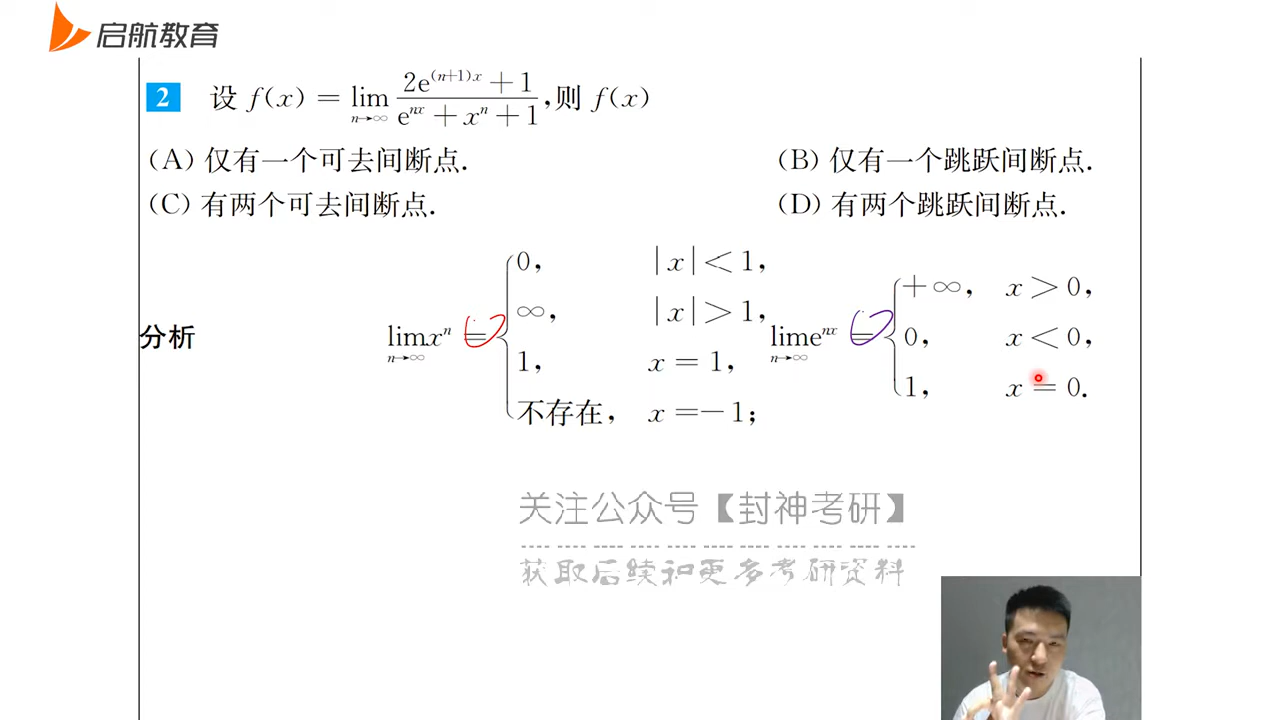 启航教育
2 设 f(x) = lim_{n→∞} \frac{2e^{(n+1)x} + 1}{e^{nx} + x^n + 1}, 则 f(x)
(A) 仅有一个可去间断点. (B) 仅有一个跳跃间断点.
(C) 有两个可去间断点. (D) 有两个跳跃间断点.
分析 lim_{n→∞} x^n = { 0, |x| < 1, ∞, |x| > 1, 1, x = 1, 不存在, x = −1; lim_{n→∞} e^{nx} = { +∞, x > 0, 0, x < 0, 1, x = 0.
关注公众号【封神考研】
获取后续和更多考研资料